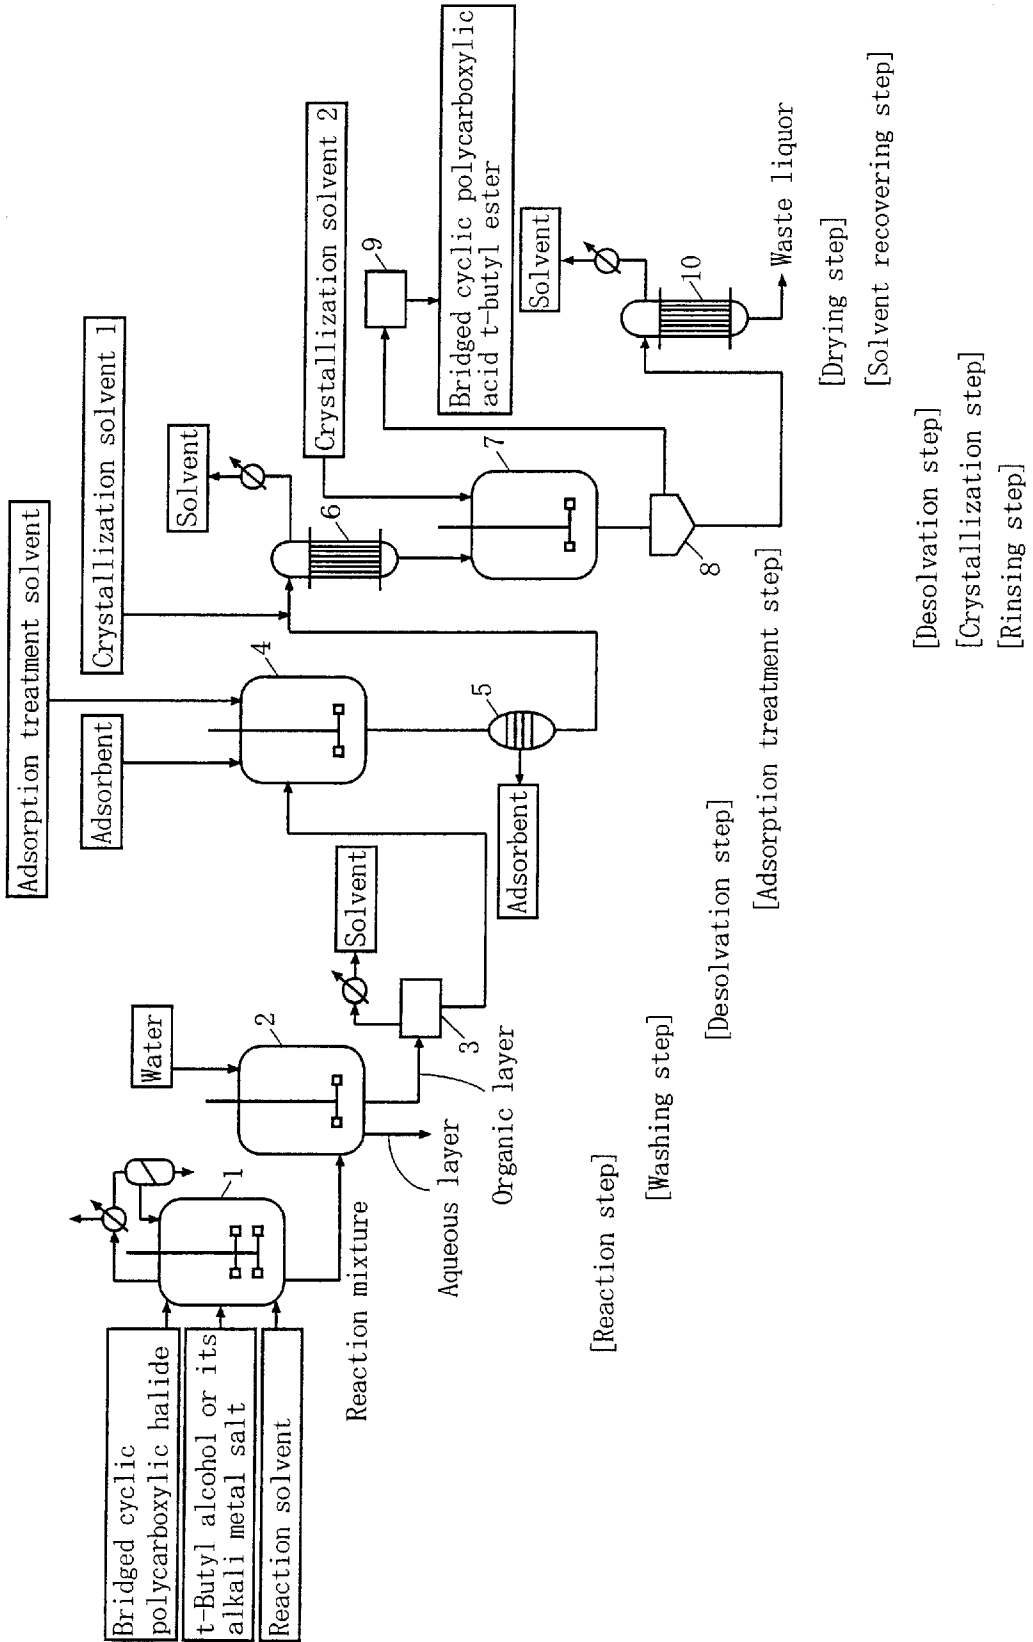 Bridged cyclic
polycarboxylic halide
t-Butyl alcohol or its
alkali metal salt
Reaction solvent
1
Reaction mixture
Water
2
Aqueous layer
Organic layer
3
Solvent
Adsorption treatment solvent
Adsorbent
4
5
Adsorbent
Crystallization solvent 1
Solvent
6
Crystallization solvent 2
7
8
9
Bridged cyclic polycarboxylic
acid t-butyl ester
Solvent
10
Waste liquor
[Reaction step]
[Washing step]
[Desolvation step]
[Adsorption treatment step]
[Desolvation step]
[Crystallization step]
[Rinsing step]
[Drying step]
[Solvent recovering step]